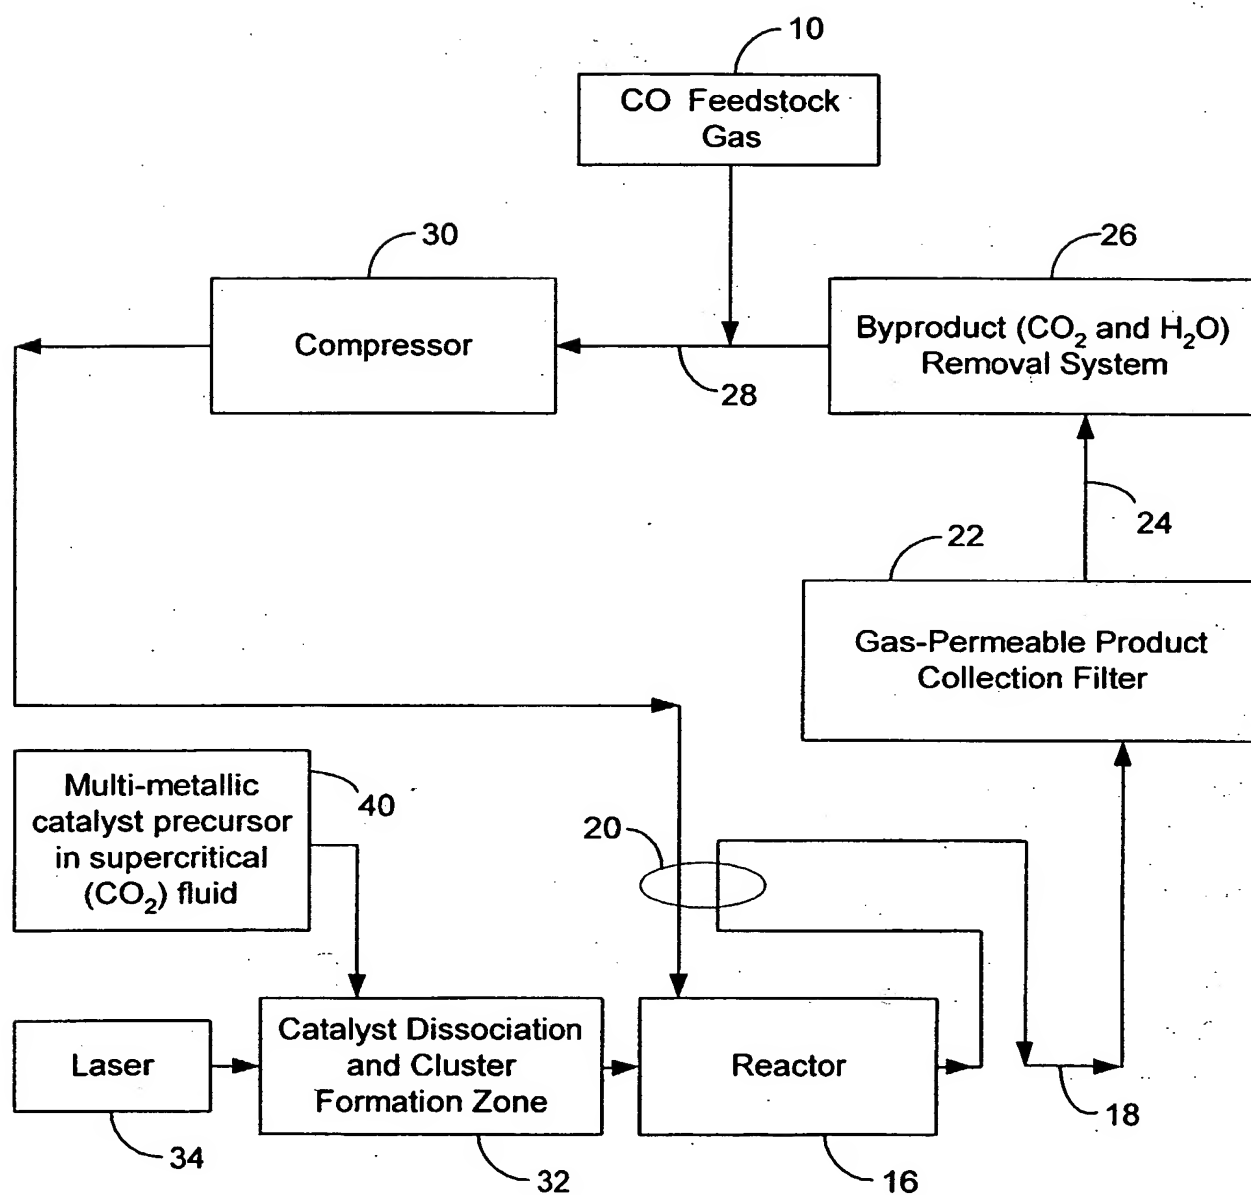 10
CO Feedstock
Gas
30
26
Compressor
Byproduct (CO₂ and H₂O)
Removal System
28
24
22
Gas-Permeable Product
Collection Filter
Multi-metallic
catalyst precursor
in supercritical
(CO₂) fluid
40
20
Laser
Catalyst Dissociation
and Cluster
Formation Zone
Reactor
18
34
32
16